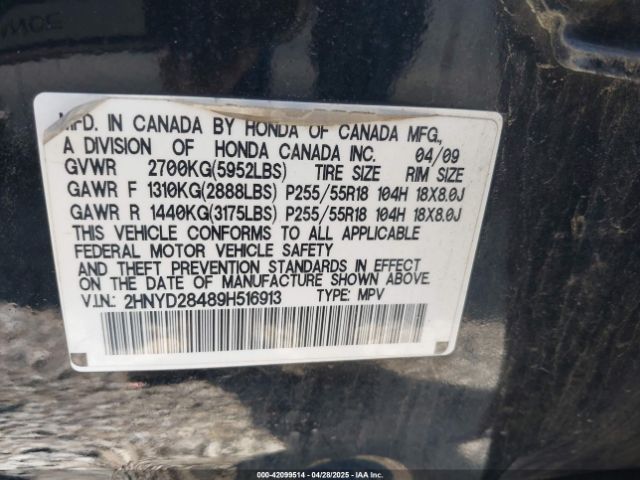 MFD. IN CANADA BY HONDA OF CANADA MFG.,
A DIVISION OF HONDA CANADA INC. 04/09
GVWR 2700KG(5952LBS) TIRE SIZE RIM SIZE
GAWR F 1310KG(2888LBS) P255/55R18 104H 18X8.0J
GAWR R 1440KG(3175LBS) P255/55R18 104H 18X8.0J
THIS VEHICLE CONFORMS TO ALL APPLICABLE
FEDERAL MOTOR VEHICLE SAFETY
AND THEFT PREVENTION STANDARDS IN EFFECT
ON THE DATE OF MANUFACTURE SHOWN ABOVE.
V.I.N.: 2HNYD28489H516913 TYPE: MPV
000-42099514 - 04/28/2025 - IAAI.com